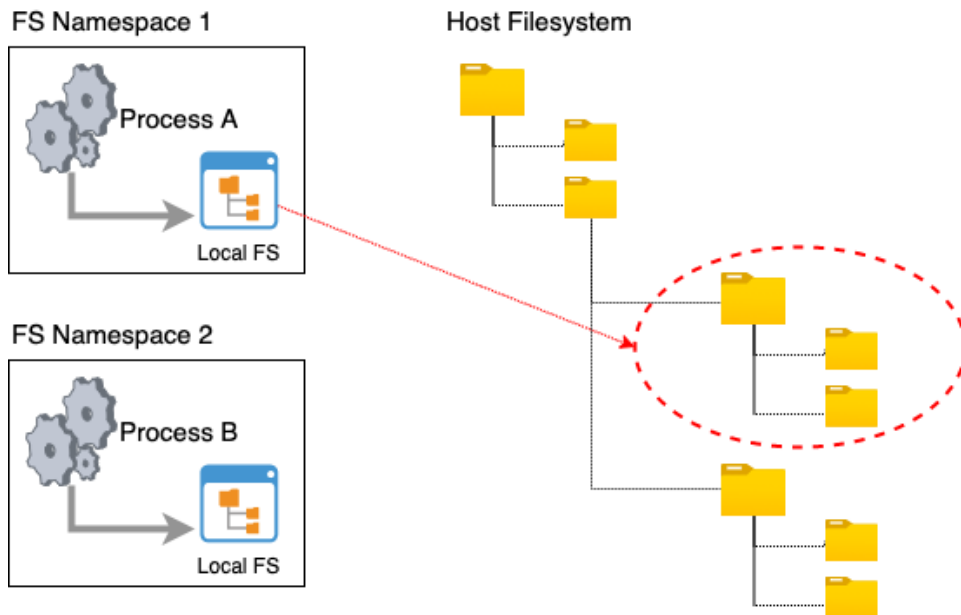 FS Namespace 1
Host Filesystem
Process A
Local FS
FS Namespace 2
Process B
Local FS